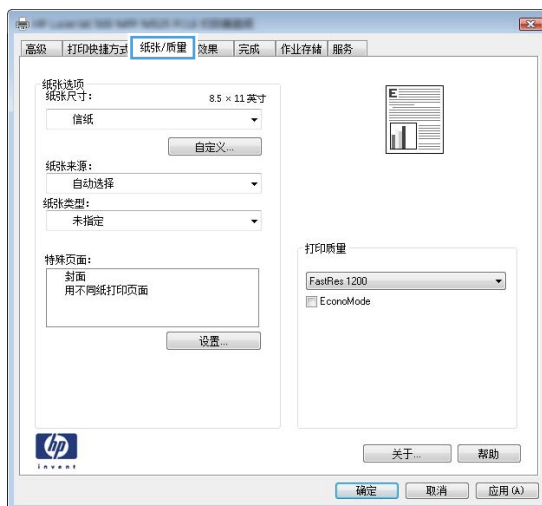 高级 打印快捷方式 纸张/质量 效果 完成 作业存储 服务
纸张选项
纸张尺寸： 8.5 × 11 英寸
信纸
自定义...
纸张来源：
自动选择
纸张类型：
未指定
特殊页面：
封面
用不同纸打印页面
设置...
E
打印质量
FastRes 1200
EconoMode
hp
invent
关于... 帮助
确定 取消 应用(A)